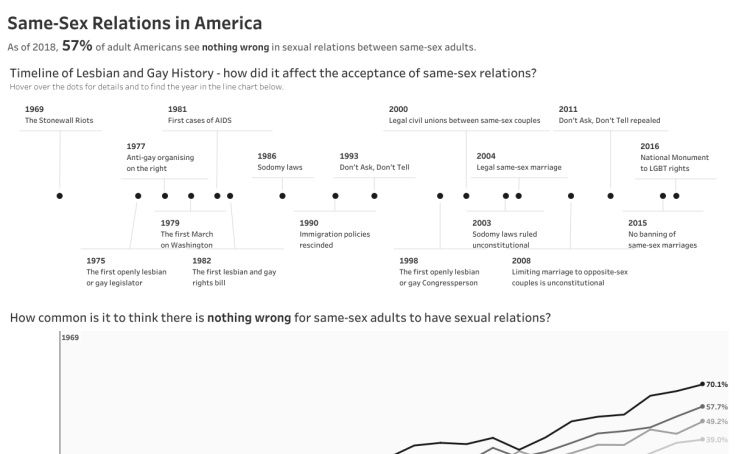 Same-Sex Relations in America
As of 2018, 57% of adult Americans see nothing wrong in sexual relations between same-sex adults.
Timeline of Lesbian and Gay History - how did it affect the acceptance of same-sex relations?
Hover over the dots for details and to find the year in the line chart below.
1969
The Stonewall Riots
1981
First cases of AIDS
2000
Legal civil unions between same-sex couples
2011
Don't Ask, Don't Tell repealed
1977
Anti-gay organising
on the right
1986
Sodomy laws
1993
Don't Ask, Don't Tell
2004
Legal same-sex marriage
2016
National Monument
to LGBT rights
1979
The first March
on Washington
1990
Immigration policies
rescinded
2003
Sodomy laws ruled
unconstitutional
2015
No banning of
same-sex marriages
1975
The first openly lesbian
or gay legislator
1982
The first lesbian and gay
rights bill
1998
The first openly lesbian
or gay Congressperson
2008
Limiting marriage to opposite-sex
couples is unconstitutional
How common is it to think there is nothing wrong for same-sex adults to have sexual relations?
1969
70.1%
57.7%
49.2%
39.0%